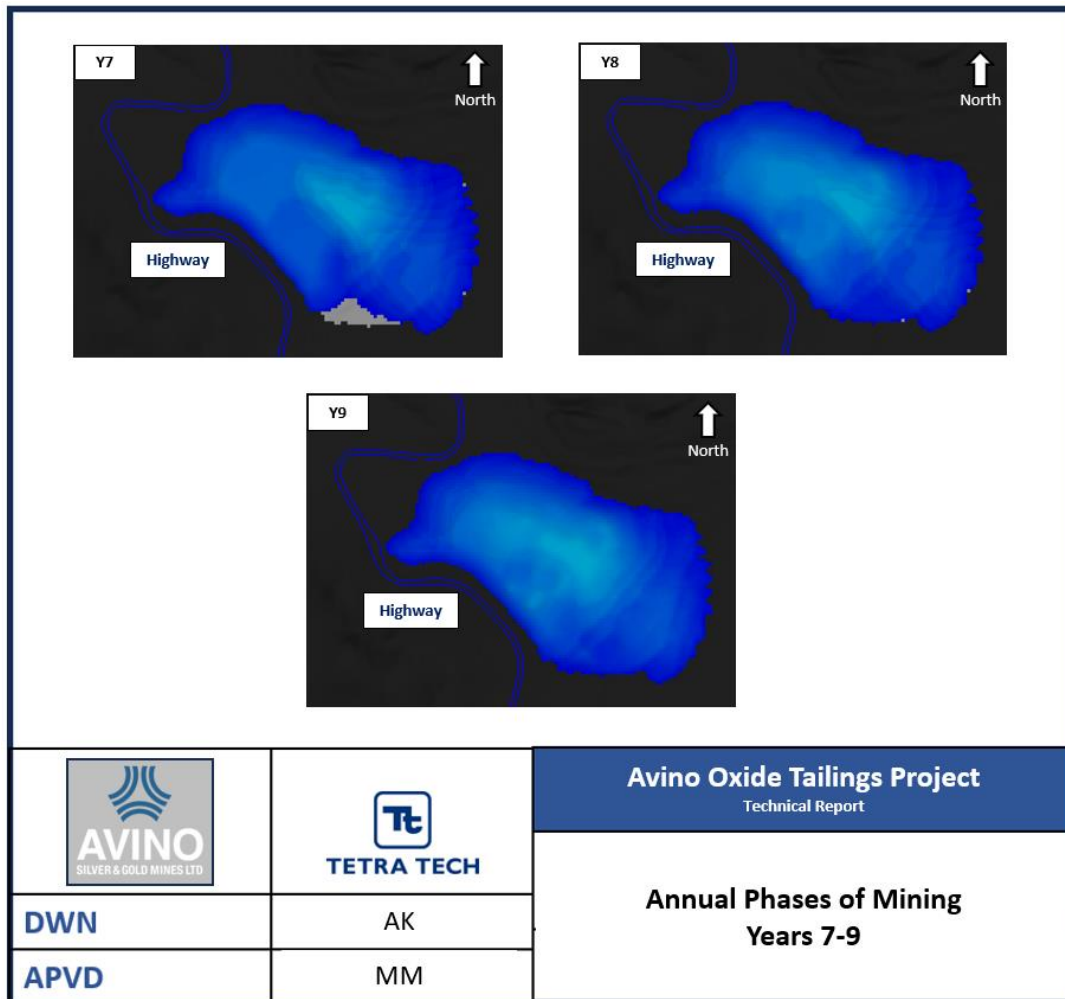 Y7
North
Highway
Y8
North
Highway
Y9
North
Highway
AVINO
SILVER & GOLD MINES LTD
Tt
TETRA TECH
Avino Oxide Tailings Project
Technical Report
DWN
AK
Annual Phases of Mining
Years 7-9
APVD
MM